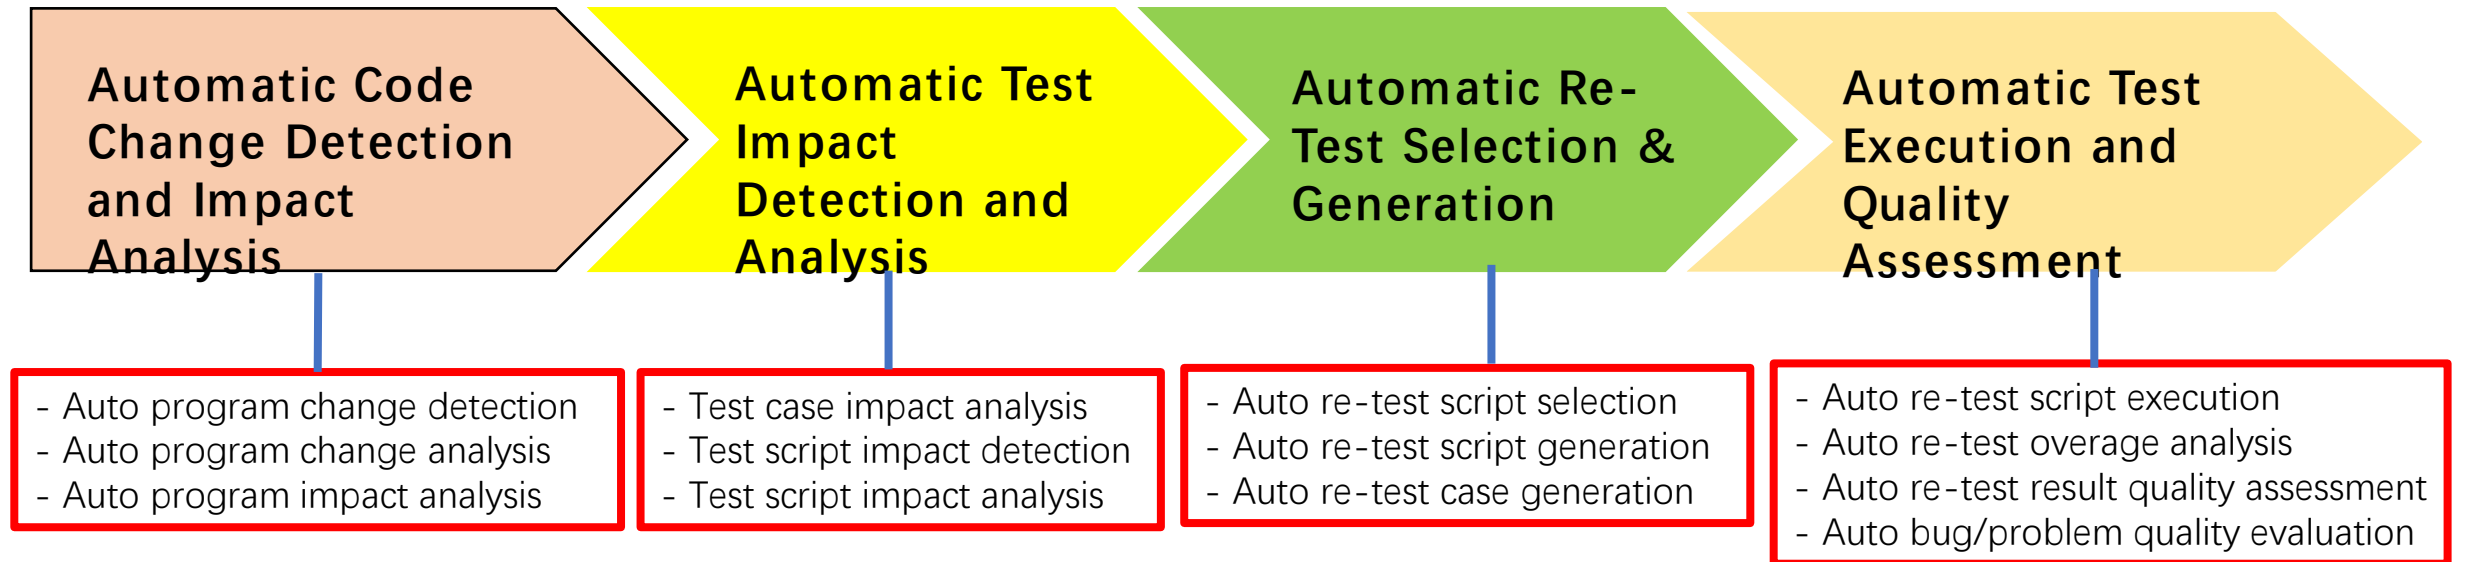 Automatic Code
Change Detection
and Impact
Analysis
Automatic Test
Impact
Detection and
Analysis
Automatic Re-
Test Selection &
Generation
Automatic Test
Execution and
Quality
Assessment
- Auto program change detection
- Auto program change analysis
- Auto program impact analysis
- Test case impact analysis
- Test script impact detection
- Test script impact analysis
- Auto re-test script selection
- Auto re-test script generation
- Auto re-test case generation
- Auto re-test script execution
- Auto re-test overage analysis
- Auto re-test result quality assessment
- Auto bug/problem quality evaluation